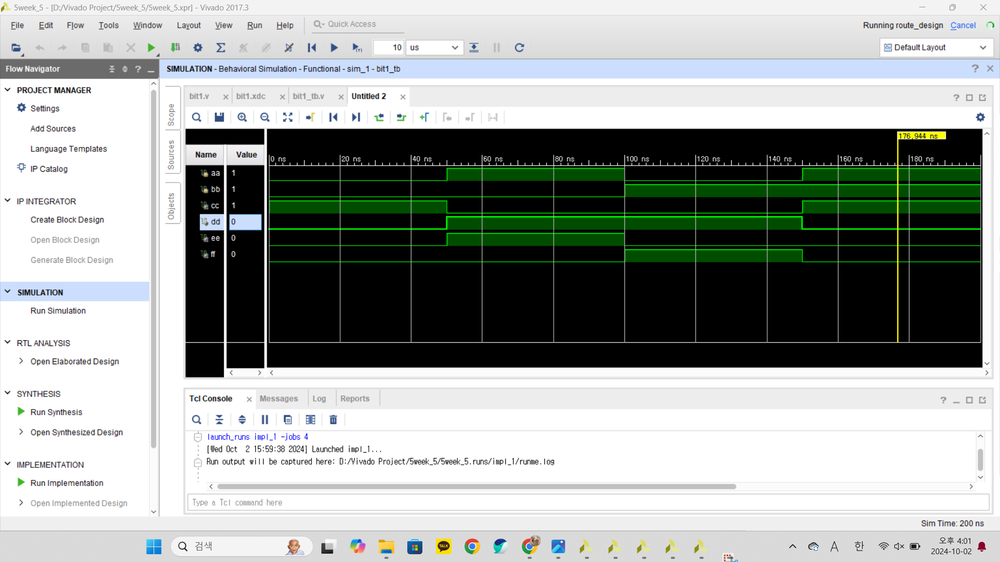 5week_5 - [D:/Vivado Project/5week_5/5week_5.xpr] - Vivado 2017.3
File Edit Flow Tools Window Layout View Run Help Quick Access
Running route_design Cancel
10 us
Default Layout
Flow Navigator
SIMULATION - Behavioral Simulation - Functional - sim_1 - bit1_tb
PROJECT MANAGER
Settings
Add Sources
Language Templates
IP Catalog
IP INTEGRATOR
Create Block Design
Open Block Design
Generate Block Design
SIMULATION
Run Simulation
RTL ANALYSIS
Open Elaborated Design
SYNTHESIS
Run Synthesis
Open Synthesized Design
IMPLEMENTATION
Run Implementation
Open Implemented Design
Scope
Sources
Objects
bit1.v bit1.xdc bit1_tb.v Untitled 2
176,944 ns
Name Value
0 ns 20 ns 40 ns 60 ns 80 ns 100 ns 120 ns 140 ns 160 ns 180 ns
aa 1
bb 1
cc 1
dd 0
ee 0
ff 0
Tcl Console Messages Log Reports
launch_runs impl_1 -jobs 4
[Wed Oct 2 15:59:38 2024] Launched impl_1...
Run output will be captured here: D:/Vivado Project/5week_5/5week_5.runs/impl_1/runme.log
Type a Tcl command here
Sim Time: 200 ns
검색
TALK
A 한
오후 4:01
2024-10-02